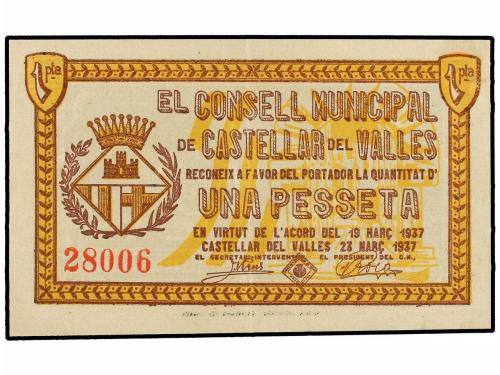 1 pta
1 pta
EL CONSELL MUNICIPAL
DE CASTELLAR DEL VALLES
RECONEIX A FAVOR DEL PORTADOR LA QUANTITAT D'
UNA PESSETA
EN VIRTUT DE L'ACORD DEL 19 MARÇ 1937
CASTELLAR DEL VALLES 23 MARÇ 1937
EL SECRETARI-INTERVENTOR EL PRESIDENT DEL C.M.,
28006